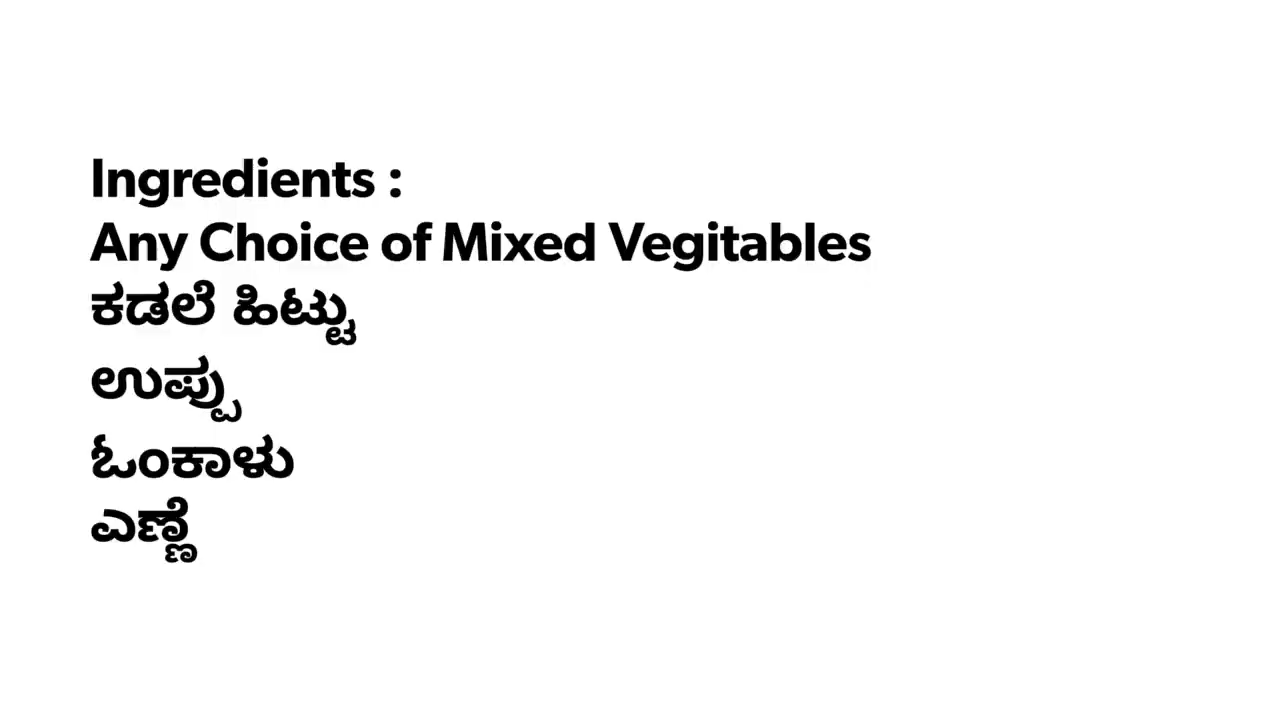 Ingredients :
Any Choice of Mixed Vegitables
ಕಡಲೆ ಹಿಟ್ಟು
ಉಪ್ಪು
ಓಂಕಾಳು
ಎಣ್ಣೆ